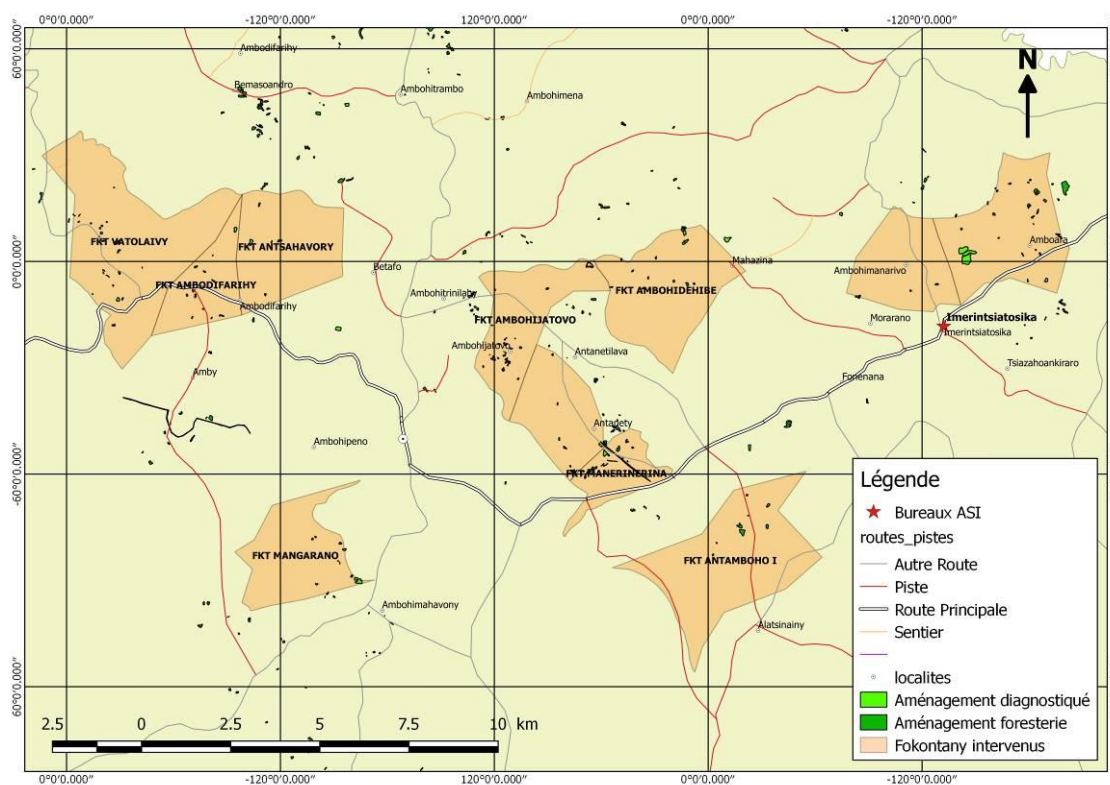 0°0'0.000" -120°0'0.000" 120°0'0.000" 0°0'0.000" -120°0'0.000"
60°0'0.000"
0°0'0.000"
-60°0'0.000"
60°0'0.000"
N
Ambodifarihy
Bemasoandro
Ambohitrambo
Ambohimena
FKT VATOLAIVY
FKT ANTSAHAVORY
Amboara
Betafo
Mahazina
Ambohimanarivo
FKT AMBODIFARIHY
Ambohitrinilahy
FKT AMBOHIDEHIBE
Ambodifarihy
FKT AMBOHIJATOVO
Morarano
Imerintsiatosika
Imerintsiatosika
Ambohijatovo
Antanetilava
Tsiazahoankiraro
Amby
Fonenana
Antanety
Ambohipeno
FKT MANERINERINA
FKT MANGARANO
FKT ANTAMBOHO I
Ambohimahavony
Alatsinainy
Légende
Bureaux ASI
routes_pistes
Autre Route
Piste
Route Principale
Sentier
localites
Aménagement diagnostiqué
Aménagement foresterie
Fokontany intervenus
2.5 0 2.5 5 7.5 10 km
0°0'0.000" -120°0'0.000" 120°0'0.000" 0°0'0.000" -120°0'0.000"